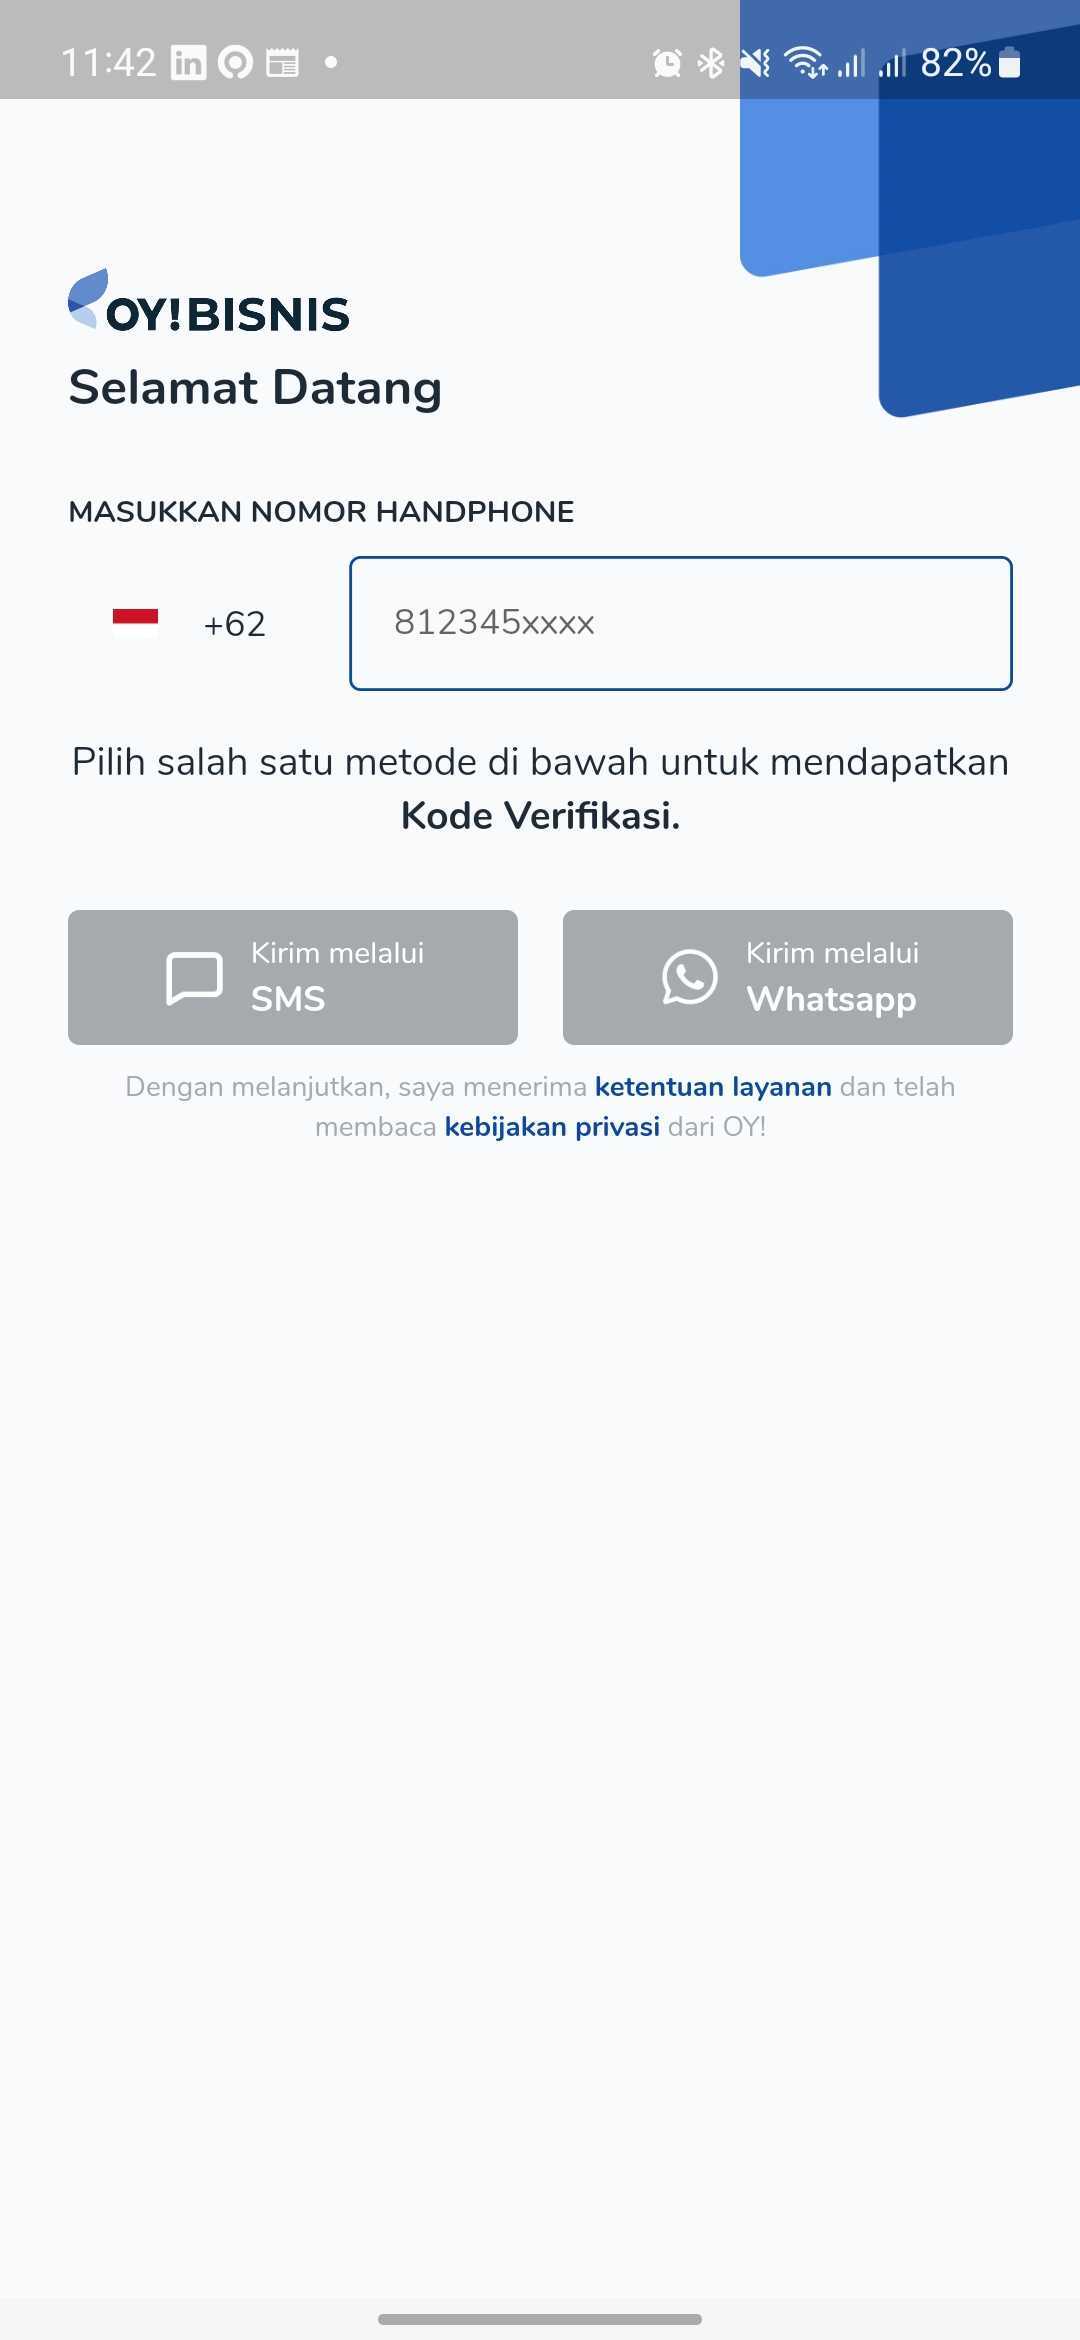 11:42
82%
OY! BISNIS
Selamat Datang
MASUKKAN NOMOR HANDPHONE
+62
812345xxxx
Pilih salah satu metode di bawah untuk mendapatkan
Kode Verifikasi.
Kirim melalui
SMS
Kirim melalui
Whatsapp
Dengan melanjutkan, saya menerima ketentuan layanan dan telah
membaca kebijakan privasi dari OY!